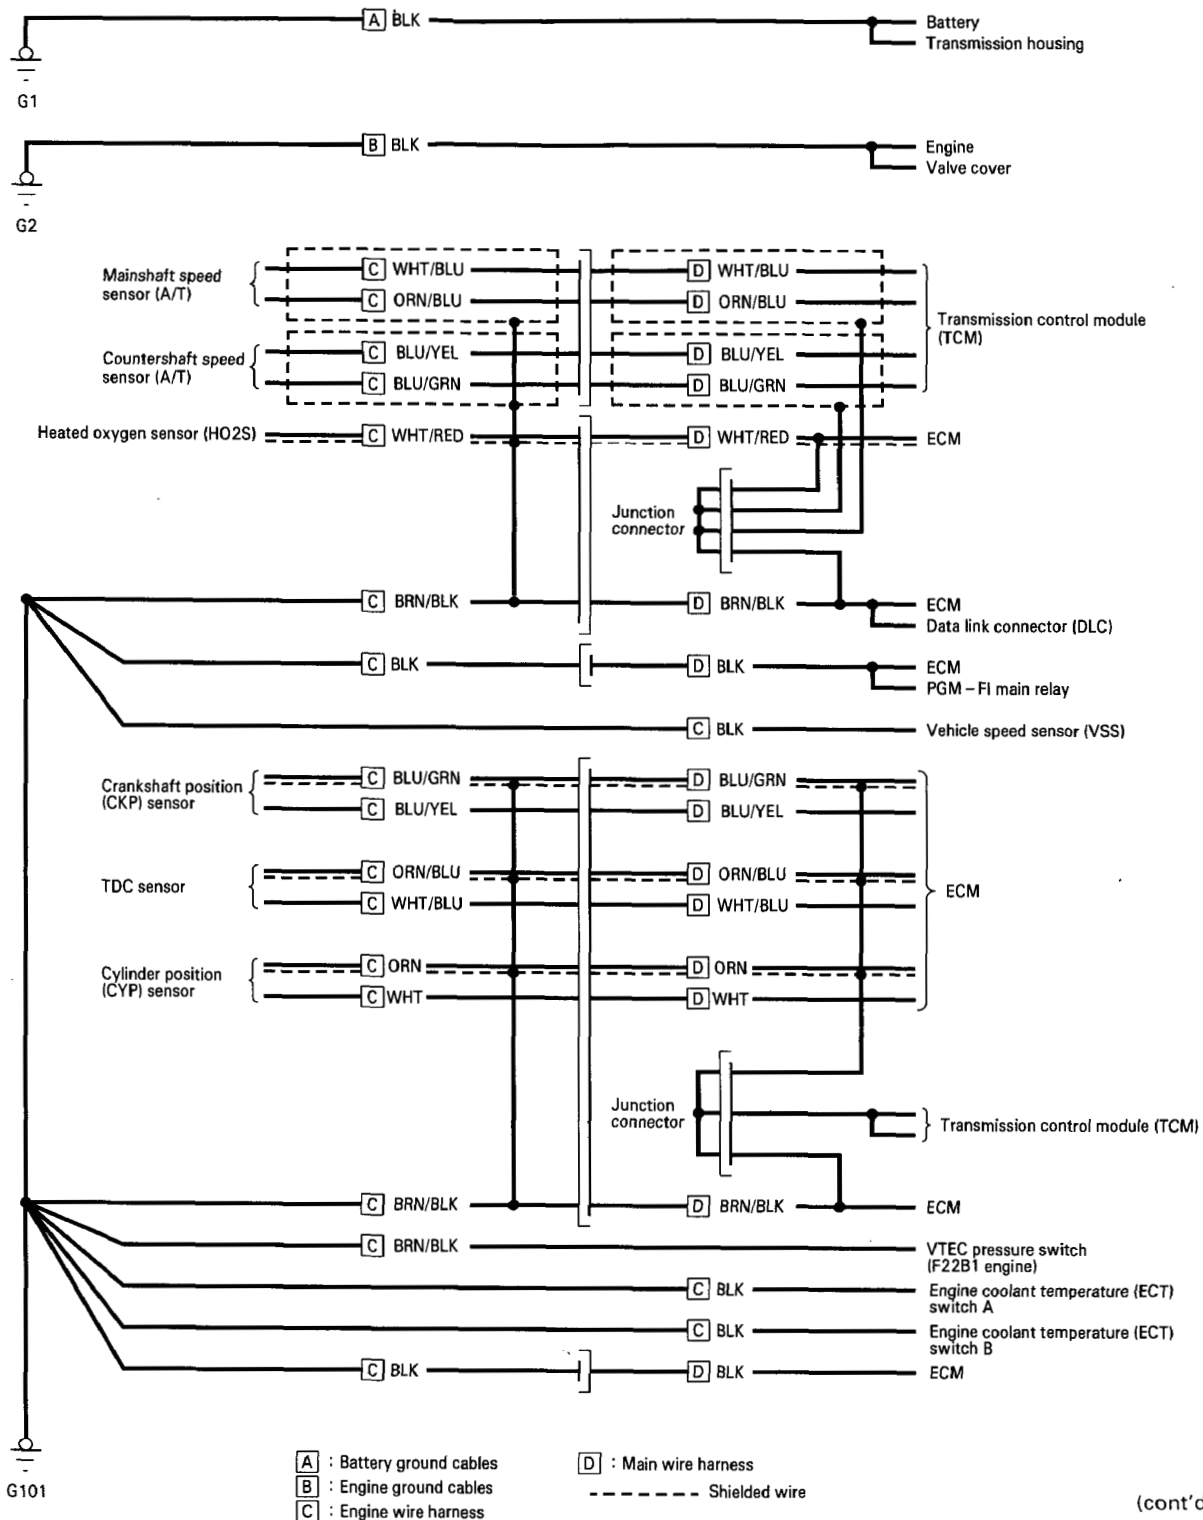 A BLK Battery
Transmission housing
G1
B BLK Engine
Valve cover
G2
Mainshaft speed
sensor (A/T)
C WHT/BLU D WHT/BLU
C ORN/BLU D ORN/BLU
Transmission control module
(TCM)
Countershaft speed
sensor (A/T)
C BLU/YEL D BLU/YEL
C BLU/GRN D BLU/GRN
Heated oxygen sensor (HO2S) C WHT/RED D WHT/RED ECM
Junction
connector
C BRN/BLK D BRN/BLK ECM
Data link connector (DLC)
C BLK D BLK ECM
PGM – FI main relay
C BLK Vehicle speed sensor (VSS)
Crankshaft position
(CKP) sensor
C BLU/GRN D BLU/GRN
C BLU/YEL D BLU/YEL
TDC sensor
C ORN/BLU D ORN/BLU
C WHT/BLU D WHT/BLU
ECM
Cylinder position
(CYP) sensor
C ORN D ORN
C WHT D WHT
Junction
connector
Transmission control module (TCM)
C BRN/BLK D BRN/BLK ECM
C BRN/BLK VTEC pressure switch
(F22B1 engine)
C BLK Engine coolant temperature (ECT)
switch A
C BLK Engine coolant temperature (ECT)
switch B
C BLK D BLK ECM
G101
A : Battery ground cables
B : Engine ground cables
C : Engine wire harness
D : Main wire harness
Shielded wire
(cont'd